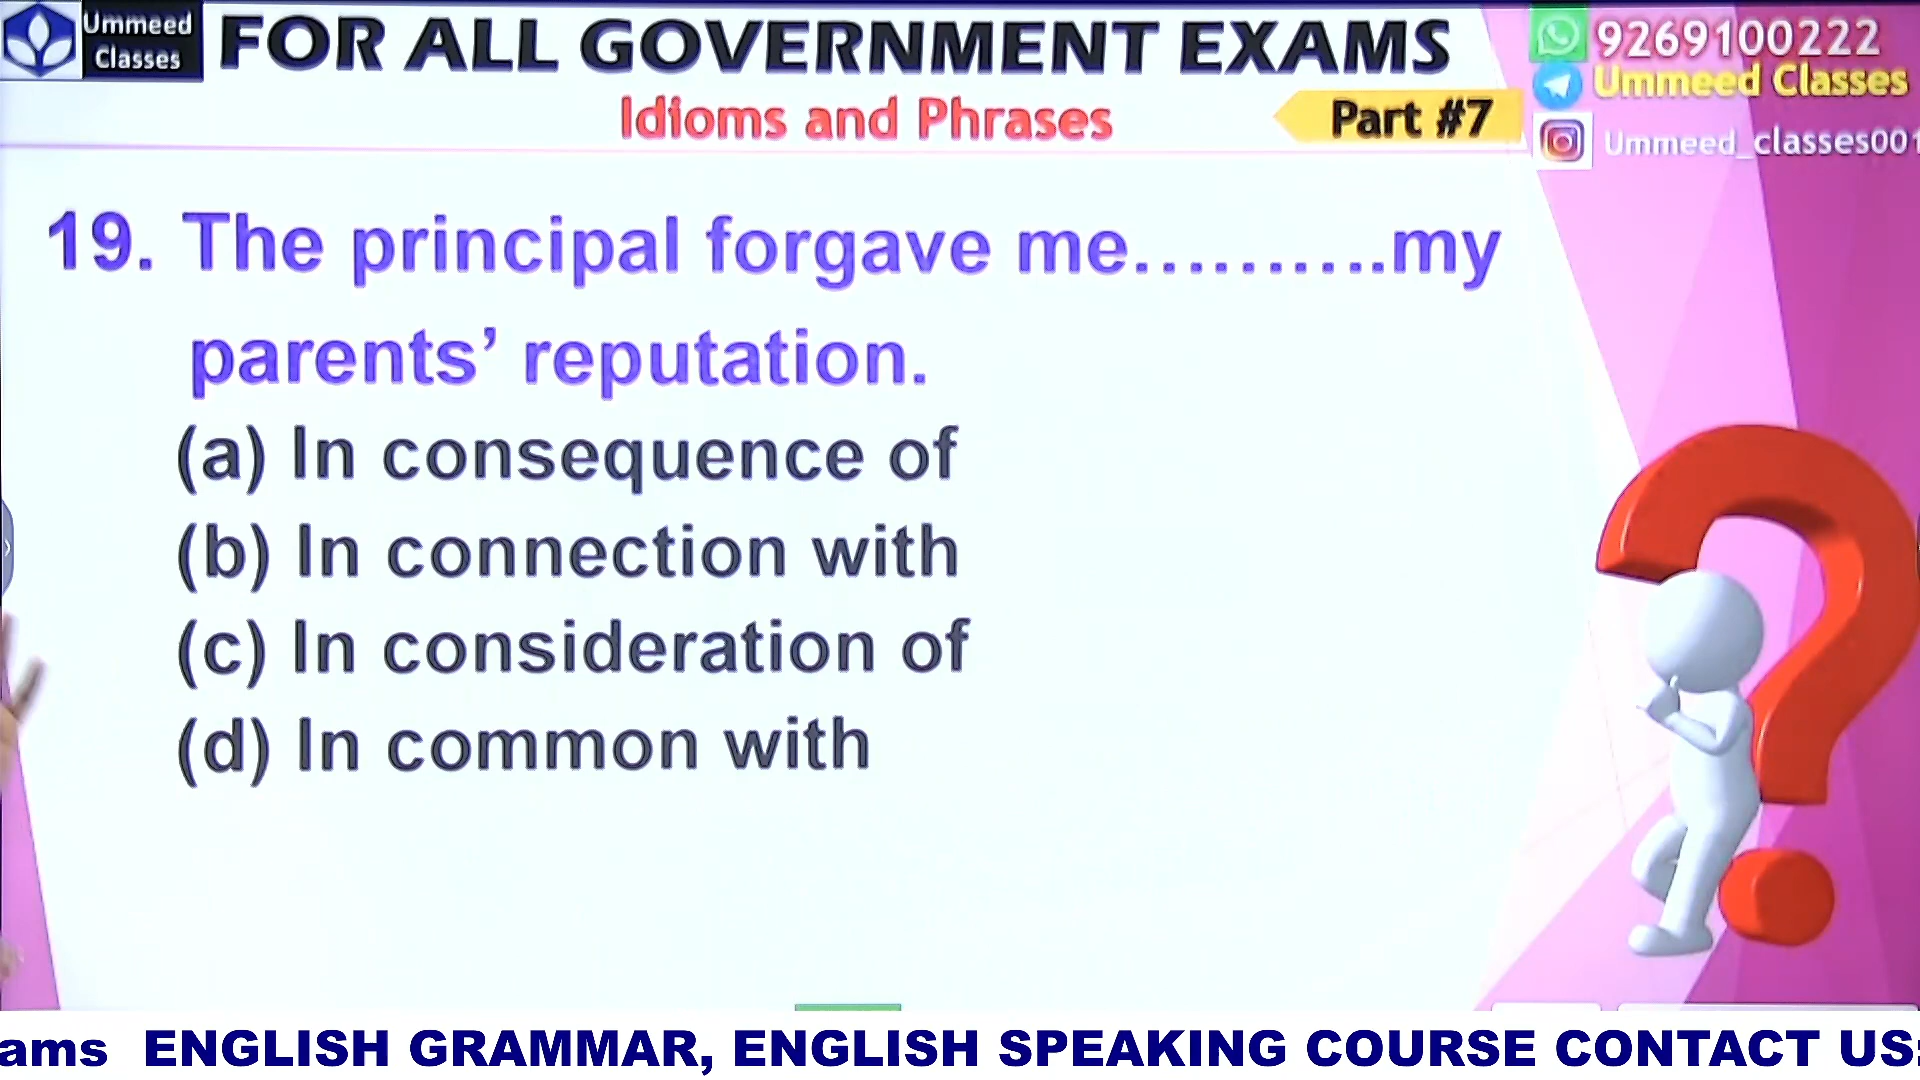 Ummeed
Classes
FOR ALL GOVERNMENT EXAMS
9269100222
Ummeed Classes
Idioms and Phrases
Part #7
Ummeed_classes001
19. The principal forgave me..........my
parents’ reputation.
(a) In consequence of
(b) In connection with
(c) In consideration of
(d) In common with
ams ENGLISH GRAMMAR, ENGLISH SPEAKING COURSE CONTACT US-